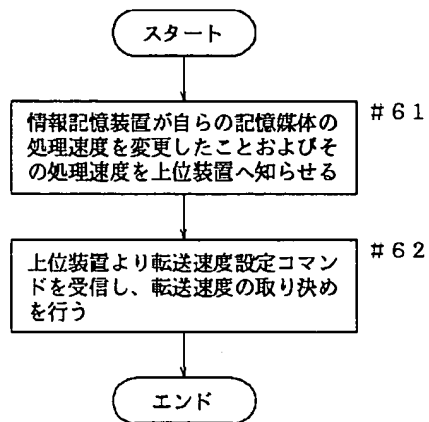 スタート
情報記憶装置が自らの記憶媒体の
処理速度を変更したことおよびそ
の処理速度を上位装置へ知らせる
#61
上位装置より転送速度設定コマン
ドを受信し、転送速度の取り決め
を行う
#62
エンド